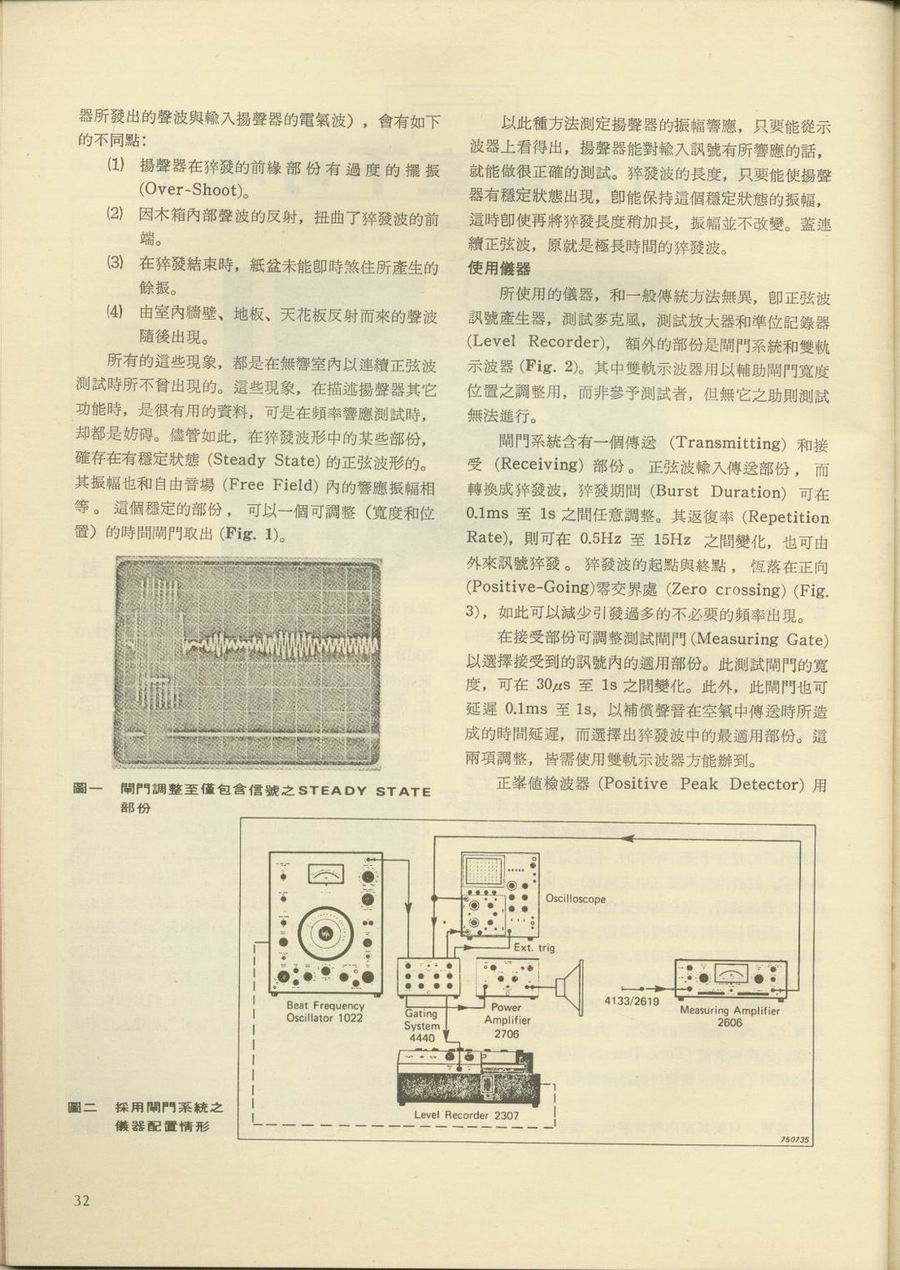 器所發出的聲波與輸入揚聲器的電氣波），會有如下
的不同點：
(1) 揚聲器在猝發的前緣部份有過度的擺振
(Over-Shoot)。
(2) 因木箱內部聲波的反射，扭曲了猝發波的前
端。
(3) 在猝發結束時，紙盆未能卽時煞住所產生的
餘振。
(4) 由室內牆壁、地板、天花板反射而來的聲波
隨後出現。
所有的這些現象，都是在無響室內以連續正弦波
測試時所不曾出現的。這些現象，在描述揚聲器其它
功能時，是很有用的資料，可是在頻率響應測試時，
却都是妨碍。儘管如此，在猝發波形中的某些部份，
確存在有穩定狀態 (Steady State) 的正弦波形的。
其振幅也和自由音場 (Free Field) 內的響應振幅相
等。這個穩定的部份，可以一個可調整（寬度和位
置）的時間閘門取出 (Fig. 1)。
圖一 閘門調整至僅包含信號之STEADY STATE
部份
以此種方法測定揚聲器的振幅響應，只要能從示
波器上看得出，揚聲器能對輸入訊號有所響應的話，
就能做很正確的測試。猝發波的長度，只要能使揚聲
器有穩定狀態出現，卽能保持這個穩定狀態的振幅，
這時卽使再將猝發長度稍加長，振幅並不改變。蓋連
續正弦波，原就是極長時間的猝發波。
使用儀器
所使用的儀器，和一般傳統方法無異，卽正弦波
訊號產生器，測試麥克風，測試放大器和準位記錄器
(Level Recorder)， 額外的部份是閘門系統和雙軌
示波器 (Fig. 2)。其中雙軌示波器用以輔助閘門寬度
位置之調整用，而非參予測試者，但無它之助則測試
無法進行。
閘門系統含有一個傳送 (Transmitting) 和接
受 (Receiving) 部份。正弦波輸入傳送部份，而
轉換成猝發波，猝發期間 (Burst Duration) 可在
0.1ms 至 1s 之間任意調整。其返復率 (Repetition
Rate)，則可在 0.5Hz 至 15Hz 之間變化，也可由
外來訊號猝發。猝發波的起點與終點，恆落在正向
(Positive-Going)零交界處 (Zero crossing) (Fig.
3)，如此可以減少引發過多的不必要的頻率出現。
在接受部份可調整測試閘門(Measuring Gate)
以選擇接受到的訊號內的適用部份。此測試閘門的寬
度，可在 30μs 至 1s 之間變化。此外，此閘門也可
延遲 0.1ms 至 1s，以補償聲音在空氣中傳送時所造
成的時間延遲，而選擇出猝發波中的最適用部份。這
兩項調整，皆需使用雙軌示波器方能辦到。
正峯値檢波器 (Positive Peak Detector) 用
Oscilloscope
Ext. trig
Beat Frequency
Oscillator 1022
Gating
System
4440
Power
Amplifier
2706
4133/2619
Measuring Amplifier
2606
Level Recorder 2307
750735
圖二 採用閘門系統之
儀器配置情形
32